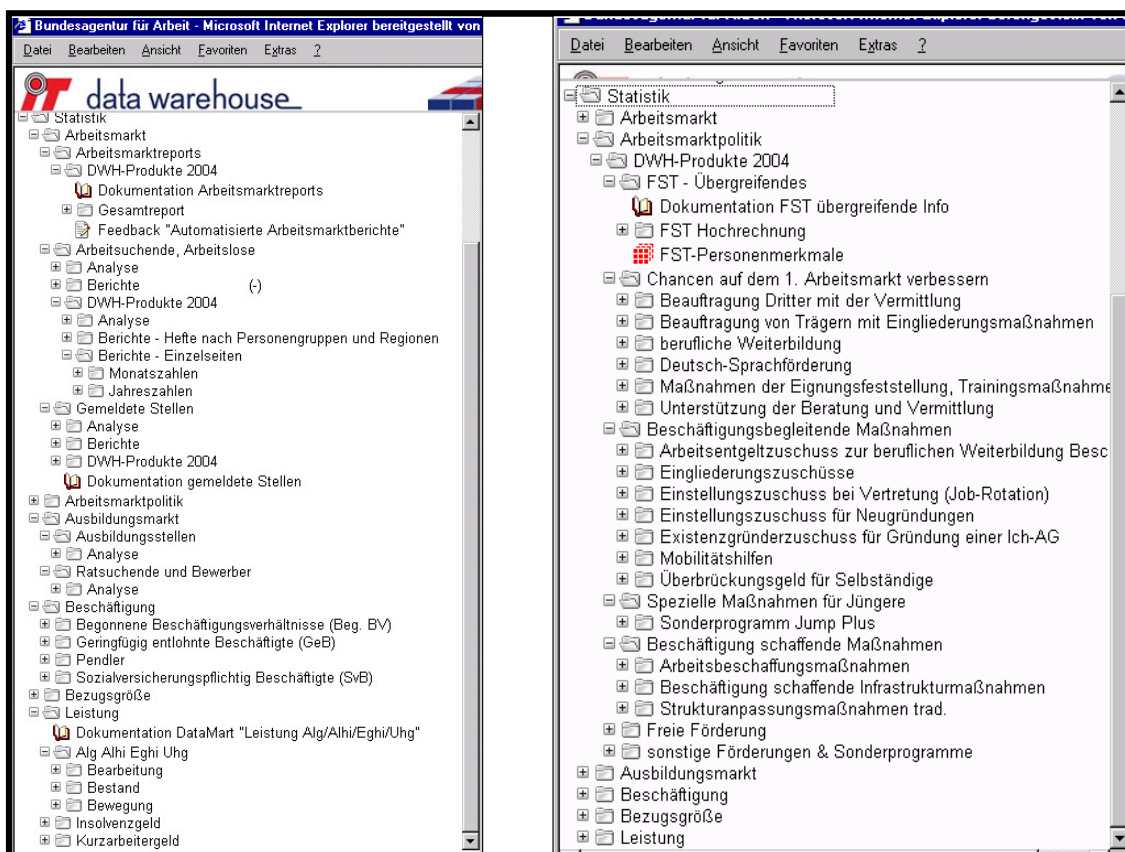 Bundesagentur für Arbeit - Microsoft Internet Explorer bereitgestellt von
Datei Bearbeiten Ansicht Favoriten Extras ?
iT data warehouse
Statistik
Arbeitsmarkt
Arbeitsmarktreports
DWH-Produkte 2004
Dokumentation Arbeitsmarktreports
Gesamtreport
Feedback "Automatisierte Arbeitsmarktberichte"
Arbeitsuchende, Arbeitslose
Analyse
Berichte (-)
DWH-Produkte 2004
Analyse
Berichte - Hefte nach Personengruppen und Regionen
Berichte - Einzelseiten
Monatszahlen
Jahreszahlen
Gemeldete Stellen
Analyse
Berichte
DWH-Produkte 2004
Dokumentation gemeldete Stellen
Arbeitsmarktpolitik
Ausbildungsmarkt
Ausbildungsstellen
Analyse
Ratsuchende und Bewerber
Analyse
Beschäftigung
Begonnene Beschäftigungsverhältnisse (Beg. BV)
Geringfügig entlohnte Beschäftigte (GeB)
Pendler
Sozialversicherungspflichtig Beschäftigte (SvB)
Bezugsgröße
Leistung
Dokumentation DataMart "Leistung Alg/Alhi/Eghi/Uhg"
Alg Alhi Eghi Uhg
Bearbeitung
Bestand
Bewegung
Insolvenzgeld
Kurzarbeitergeld
Datei Bearbeiten Ansicht Favoriten Extras ?
Statistik
Arbeitsmarkt
Arbeitsmarktpolitik
DWH-Produkte 2004
FST - Übergreifendes
Dokumentation FST übergreifende Info
FST Hochrechnung
FST-Personenmerkmale
Chancen auf dem 1. Arbeitsmarkt verbessern
Beauftragung Dritter mit der Vermittlung
Beauftragung von Trägern mit Eingliederungsmaßnahmen
berufliche Weiterbildung
Deutsch-Sprachförderung
Maßnahmen der Eignungsfeststellung, Trainingsmaßnahme
Unterstützung der Beratung und Vermittlung
Beschäftigungsbegleitende Maßnahmen
Arbeitsentgeltzuschuss zur beruflichen Weiterbildung Besc
Eingliederungszuschüsse
Einstellungszuschuss bei Vertretung (Job-Rotation)
Einstellungszuschuss für Neugründungen
Existenzgründerzuschuss für Gründung einer Ich-AG
Mobilitätshilfen
Überbrückungsgeld für Selbständige
Spezielle Maßnahmen für Jüngere
Sonderprogramm Jump Plus
Beschäftigung schaffende Maßnahmen
Arbeitsbeschaffungsmaßnahmen
Beschäftigung schaffende Infrastrukturmaßnahmen
Strukturanpassungsmaßnahmen trad.
Freie Förderung
sonstige Förderungen & Sonderprogramme
Ausbildungsmarkt
Beschäftigung
Bezugsgröße
Leistung